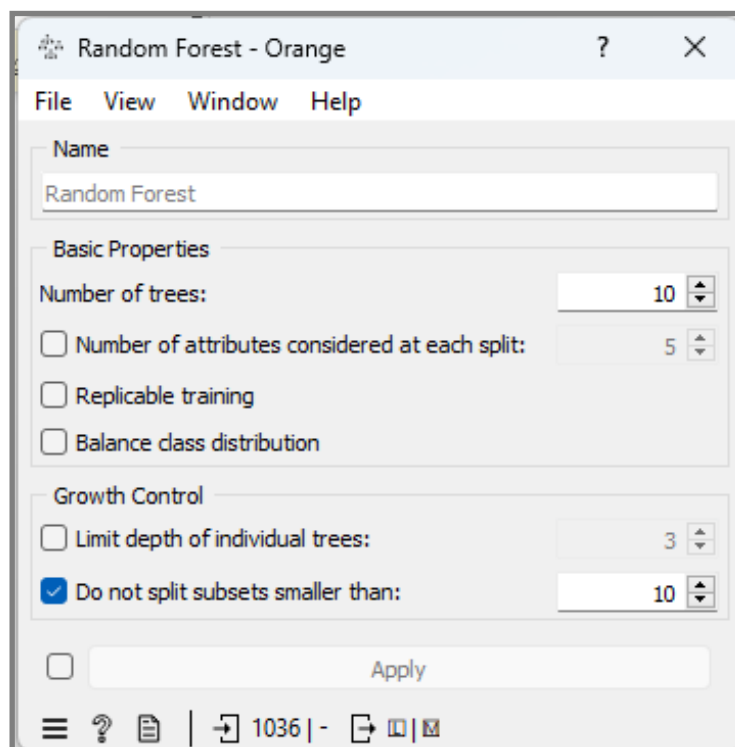 Random Forest - Orange ?
File View Window Help
Name
Random Forest
Basic Properties
Number of trees: 10
Number of attributes considered at each split: 5
Replicable training
Balance class distribution
Growth Control
Limit depth of individual trees: 3
Do not split subsets smaller than: 10
Apply
? 1036 | - L | M